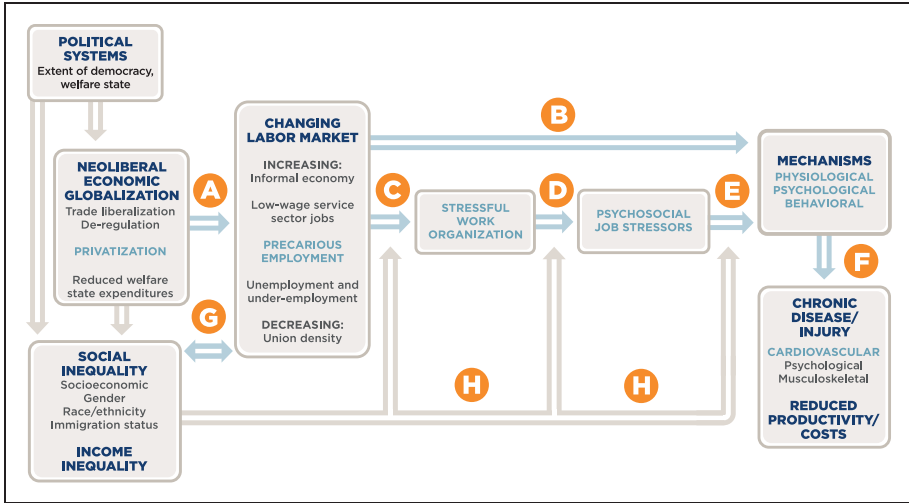 POLITICAL
SYSTEMS
Extent of democracy,
welfare state
NEOLIBERAL
ECONOMIC
GLOBALIZATION
Trade liberalization
De-regulation
PRIVATIZATION
Reduced welfare
state expenditures
A
CHANGING
LABOR MARKET
INCREASING:
Informal economy
Low-wage service
sector jobs
PRECARIOUS
EMPLOYMENT
Unemployment and
under-employment
DECREASING:
Union density
B
C
STRESSFUL
WORK
ORGANIZATION
D
PSYCHOSOCIAL
JOB STRESSORS
E
MECHANISMS
PHYSIOLOGICAL
PSYCHOLOGICAL
BEHAVIORAL
F
CHRONIC
DISEASE/
INJURY
CARDIOVASCULAR
Psychological
Musculoskeletal
REDUCED
PRODUCTIVITY/
COSTS
G
SOCIAL
INEQUALITY
Socioeconomic
Gender
Race/ethnicity
Immigration status
INCOME
INEQUALITY
H
H